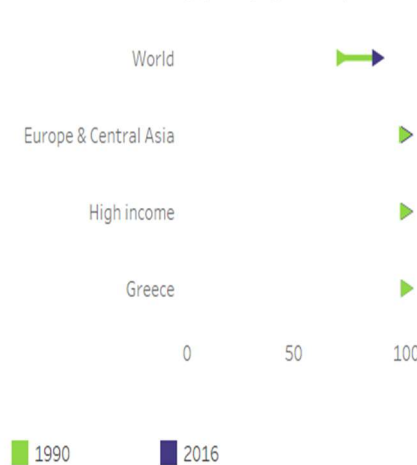 World
Europe & Central Asia
High income
Greece
0 50 100
1990 2016